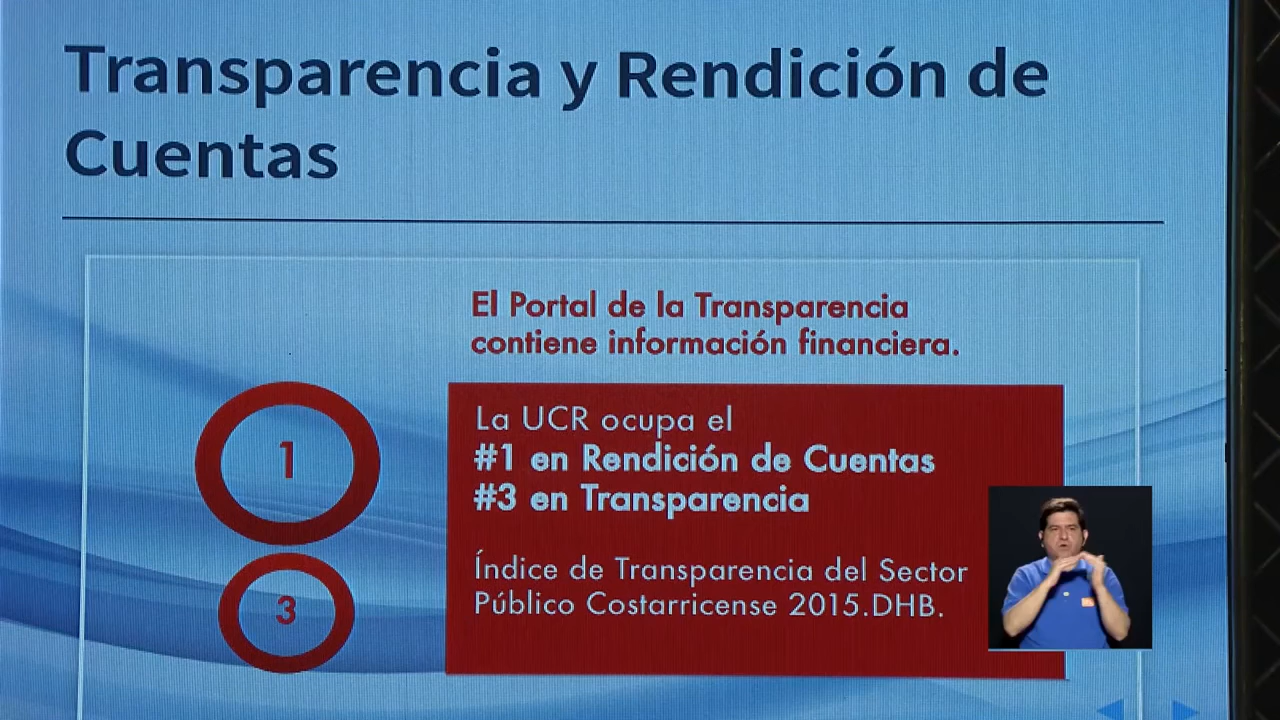 Transparencia y Rendición de
Cuentas
El Portal de la Transparencia
contiene información financiera.
1
La UCR ocupa el
#1 en Rendición de Cuentas
#3 en Transparencia
3
Índice de Transparencia del Sector
Público Costarricense 2015.DHB.